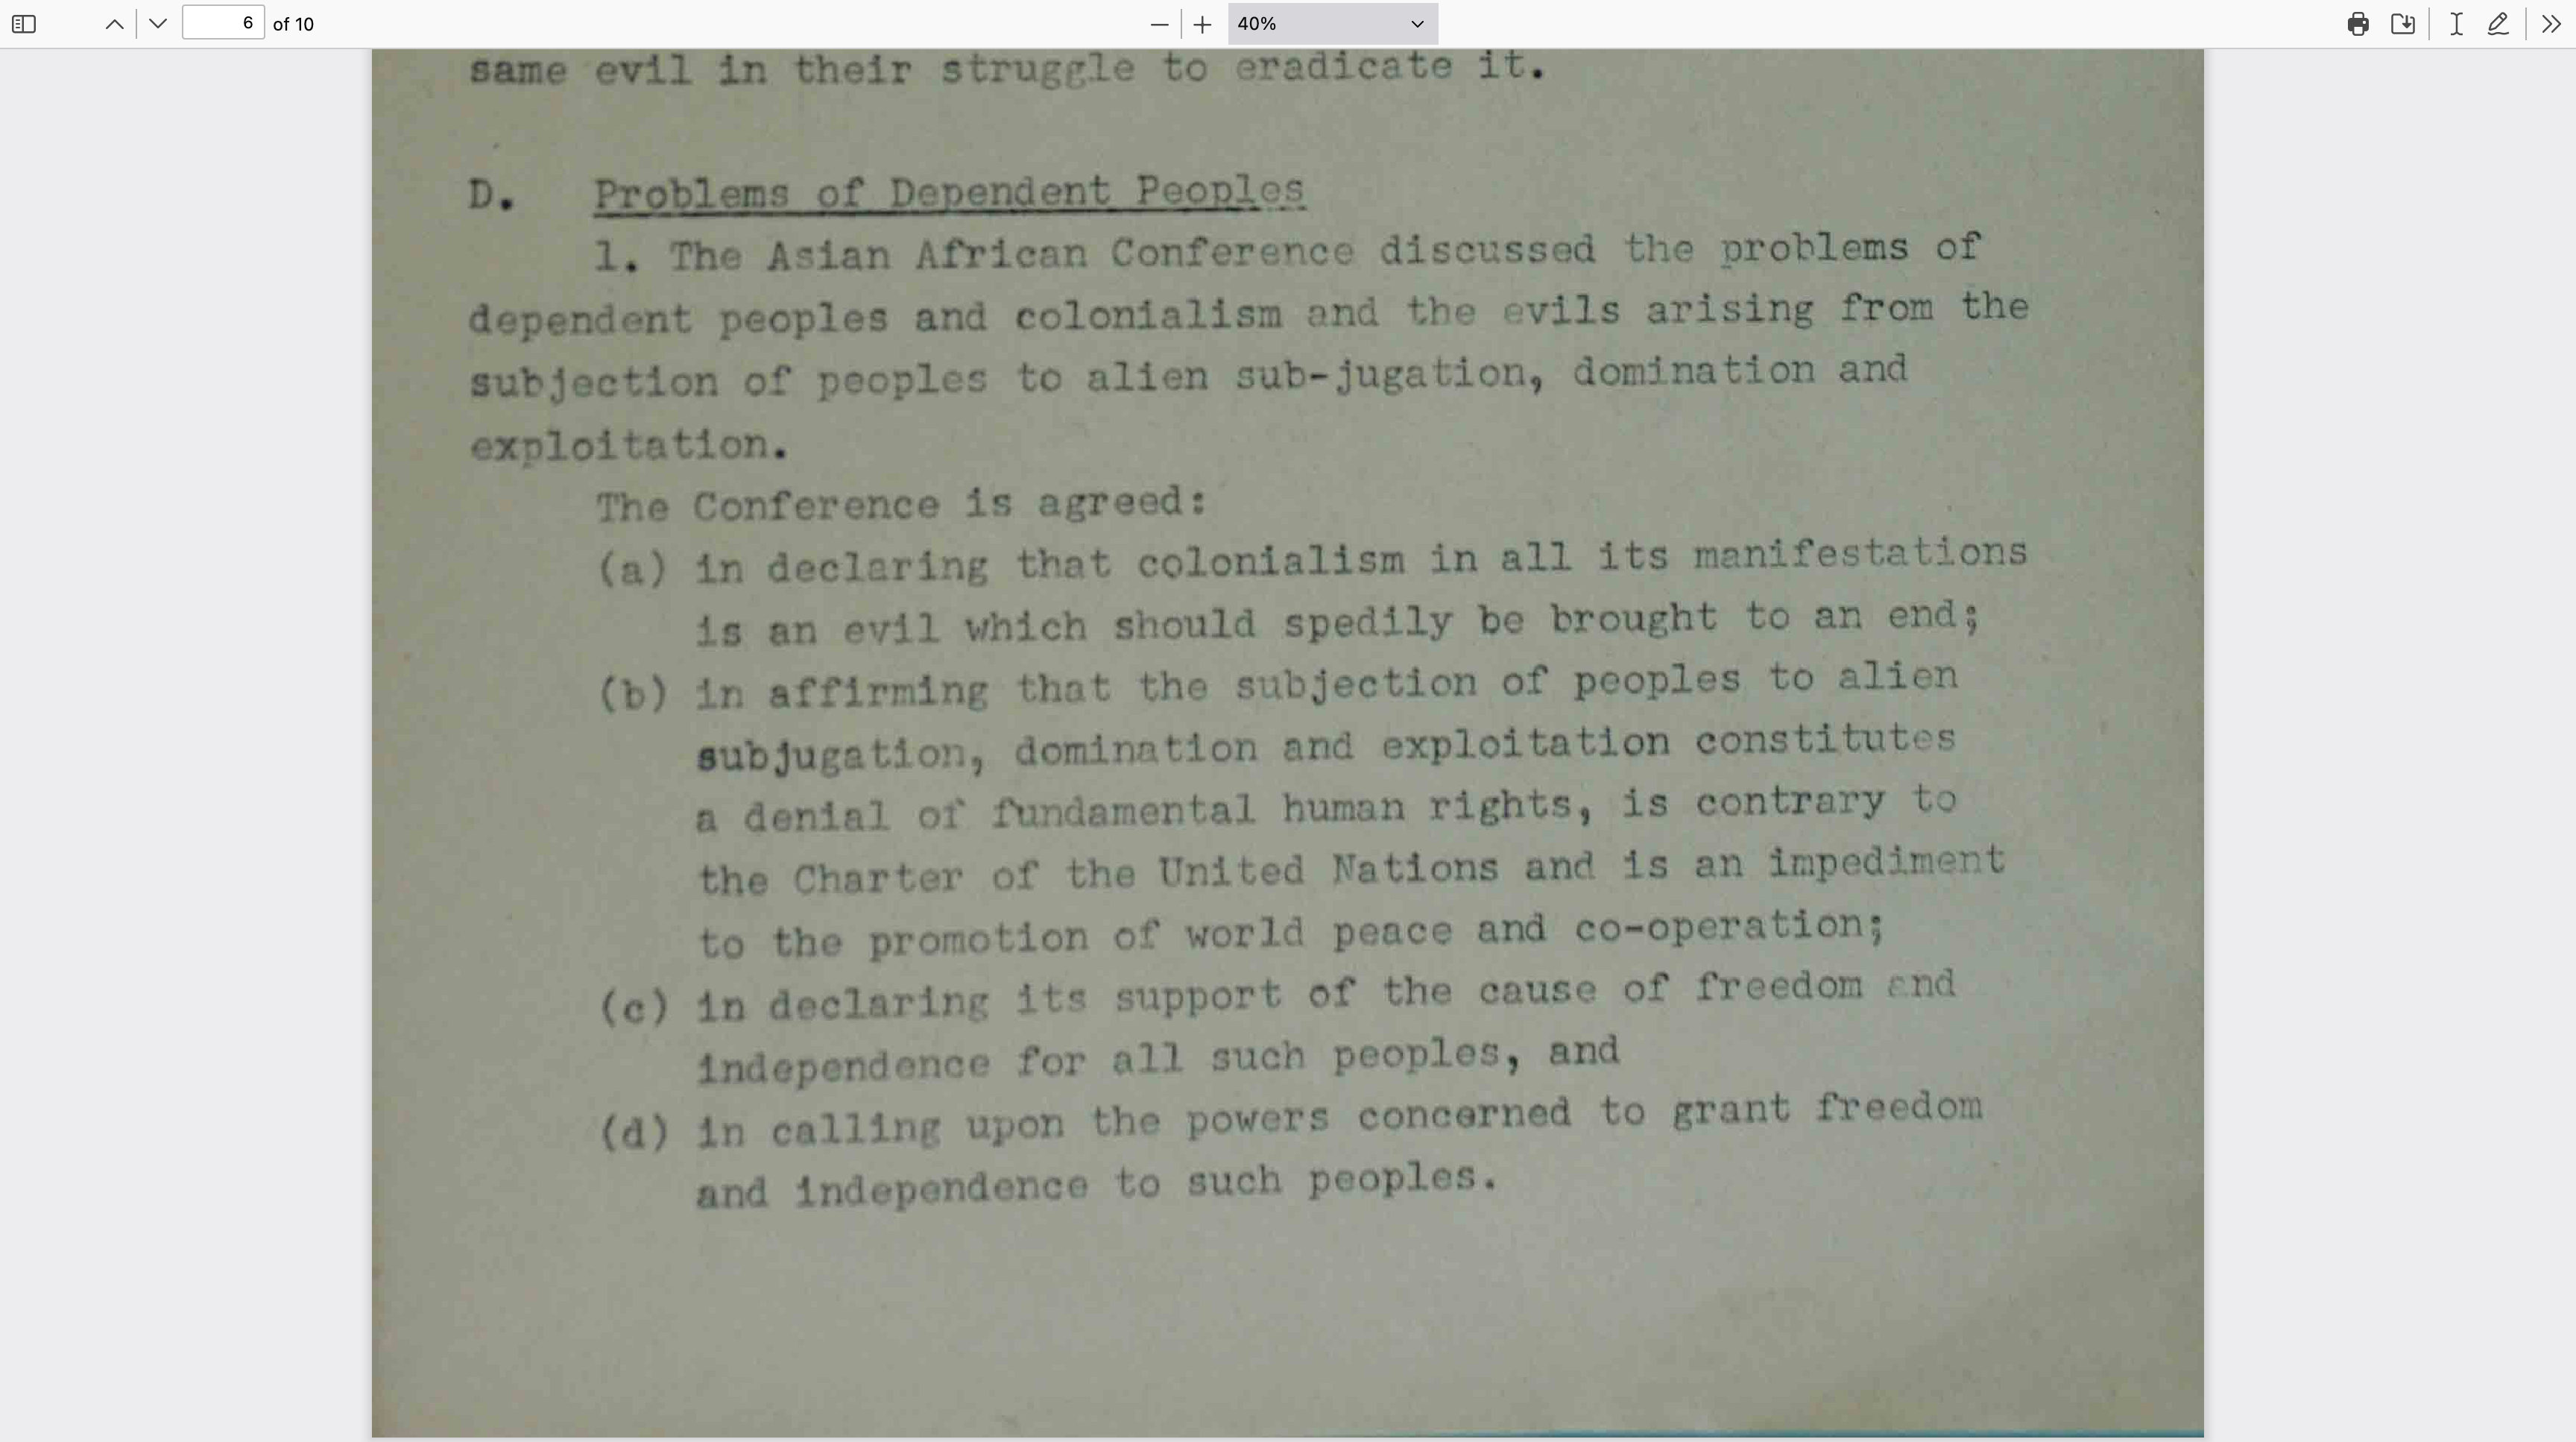 6 of 10 40%
same evil in their struggle to eradicate it.
D. Problems of Dependent Peoples
1. The Asian African Conference discussed the problems of
dependent peoples and colonialism and the evils arising from the
subjection of peoples to alien sub-jugation, domination and
exploitation.
The Conference is agreed:
(a) in declaring that colonialism in all its manifestations
is an evil which should spedily be brought to an end;
(b) in affirming that the subjection of peoples to alien
subjugation, domination and exploitation constitutes
a denial of fundamental human rights, is contrary to
the Charter of the United Nations and is an impediment
to the promotion of world peace and co-operation;
(c) in declaring its support of the cause of freedom and
independence for all such peoples, and
(d) in calling upon the powers concerned to grant freedom
and independence to such peoples.